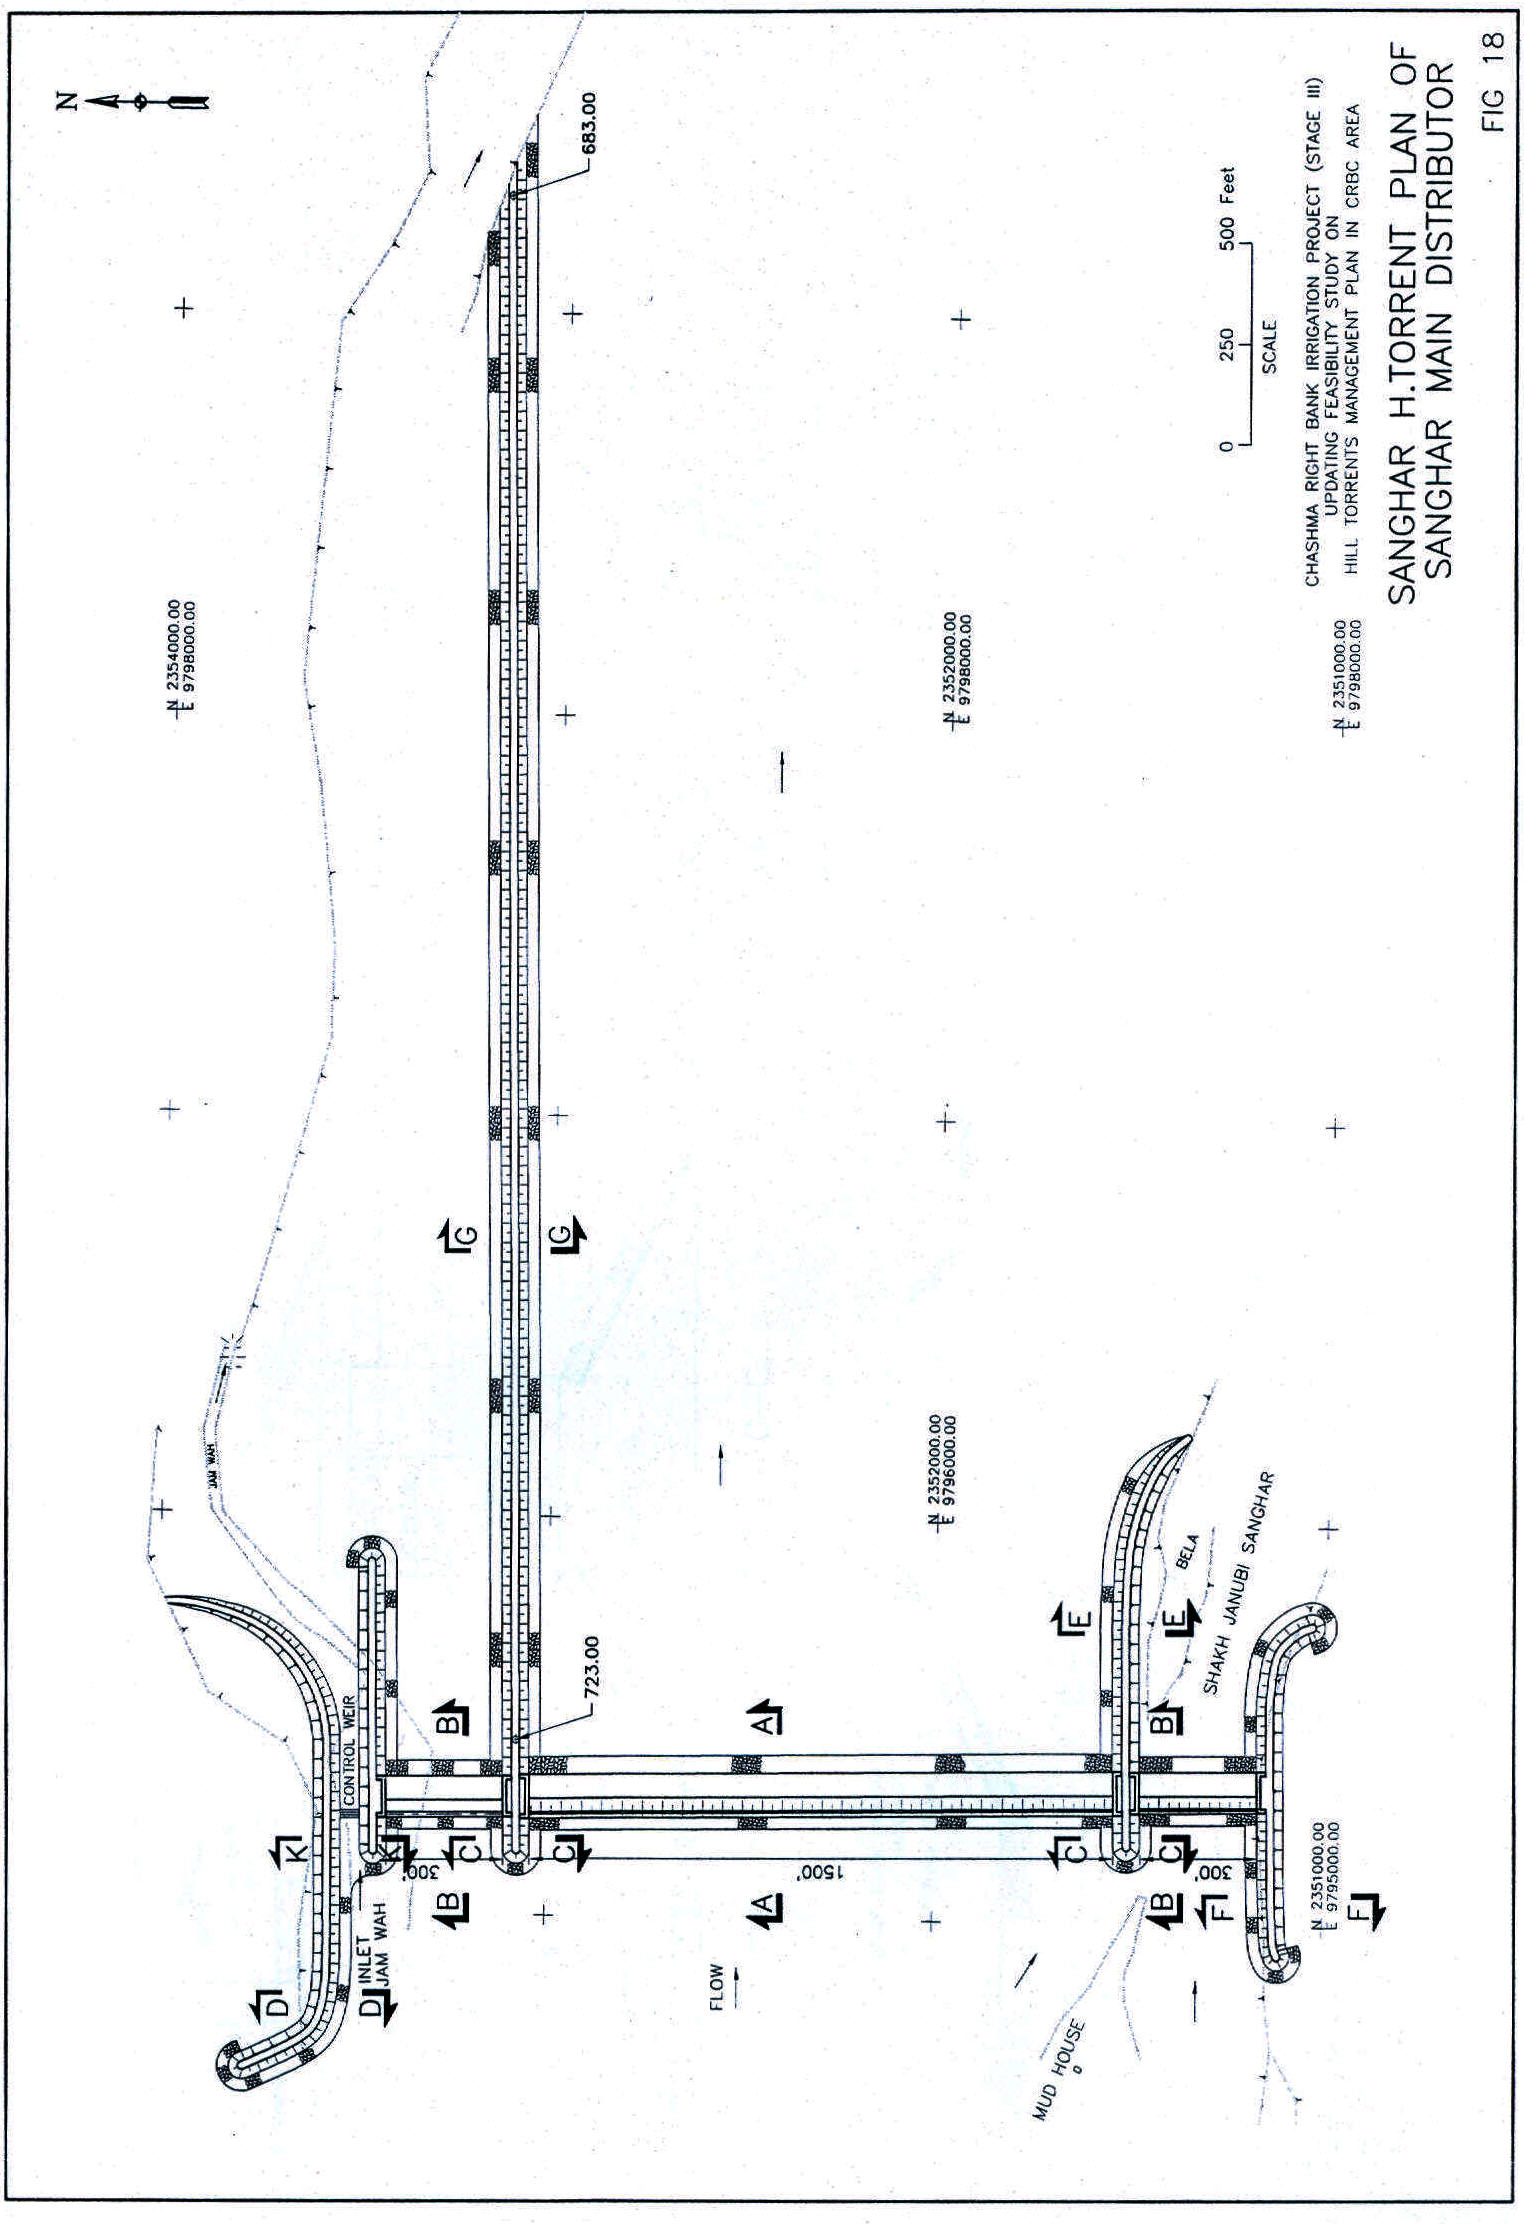 N
683.00
N 2354000.00
E 9798000.00
N 2352000.00
E 9798000.00
N 2351000.00
E 9798000.00
0 250 500 Feet
SCALE
CHASHMA RIGHT BANK IRRIGATION PROJECT (STAGE III)
UPDATING FEASIBILITY STUDY ON
HILL TORRENTS MANAGEMENT PLAN IN CRBC AREA
SANGHAR H.TORRENT PLAN OF
SANGHAR MAIN DISTRIBUTOR
FIG 18
G
G
JAM WAH
N 2352000.00
E 9796000.00
723.00
CONTROL WEIR
B
A
B
E
E
BELA
SHAKH JANUBI SANGHAR
K
K
C
C
C
C
300'
1500'
300'
B
A
B
F
F
N 2351000.00
E 9795000.00
D
D
INLET
JAM WAH
FLOW
MUD HOUSE